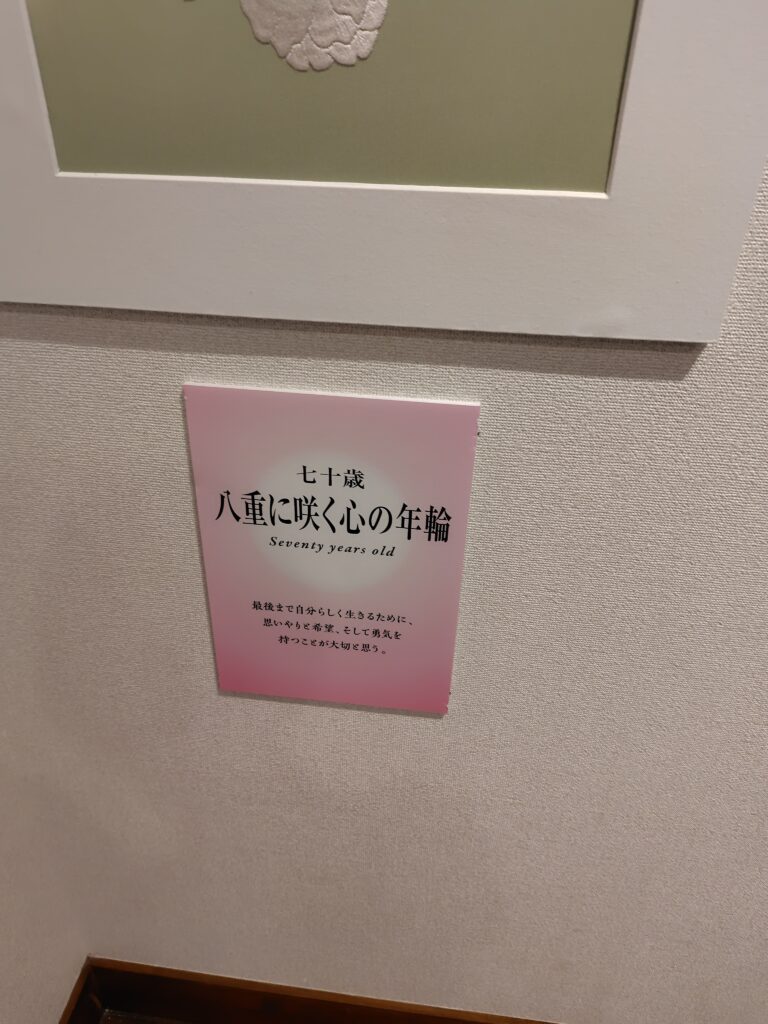 七十歳
八重に咲く心の年輪
Seventy years old
最後まで自分らしく生きるために、
思いやりと希望、そして勇気を
持つことが大切と思う。